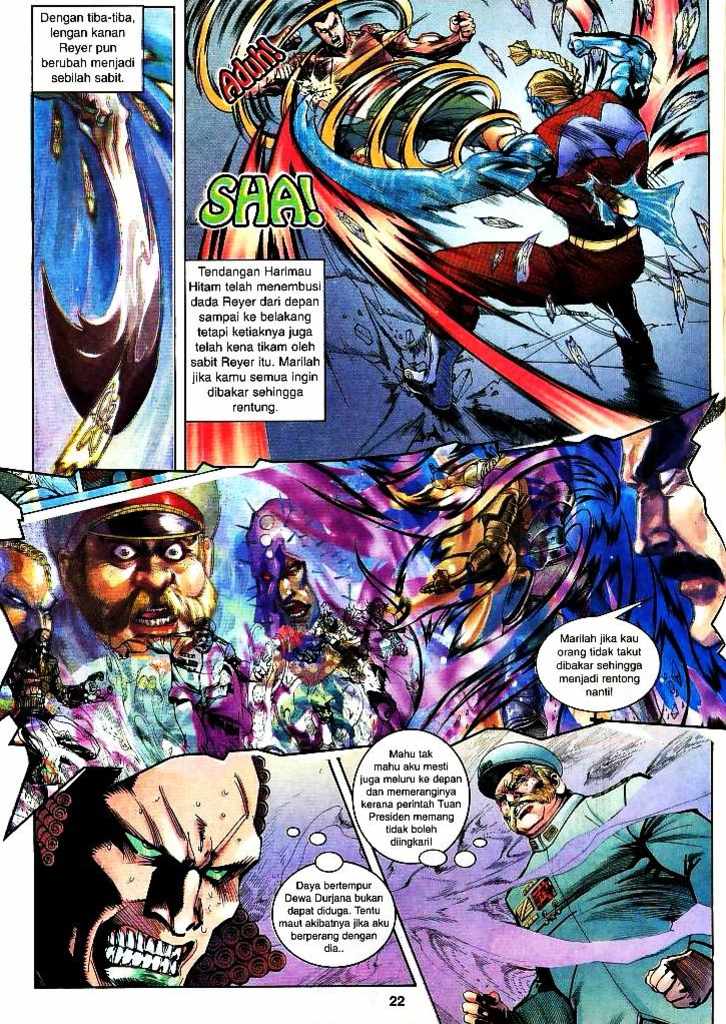 Dengan tiba-tiba,
lengan kanan
Reyer pun
berubah menjadi
sebilah sabit.
Aduh!
SHA!
Tendangan Harimau
Hitam telah menembusi
dada Reyer dari depan
sampai ke belakang
tetapi ketiaknya juga
telah kena tikam oleh
sabit Reyer itu. Marilah
jika kamu semua ingin
dibakar sehingga
rentung.
Marilah jika kau
orang tidak takut
dibakar sehingga
menjadi rentong
nanti!
Mahu tak
mahu aku mesti
juga meluru ke depan
dan memeranginya
kerana perintah Tuan
Presiden memang
tidak boleh
diingkari!
Daya bertempur
Dewa Durjana bukan
dapat diduga. Tentu
maut akibatnya jika aku
berperang dengan
dia..
22